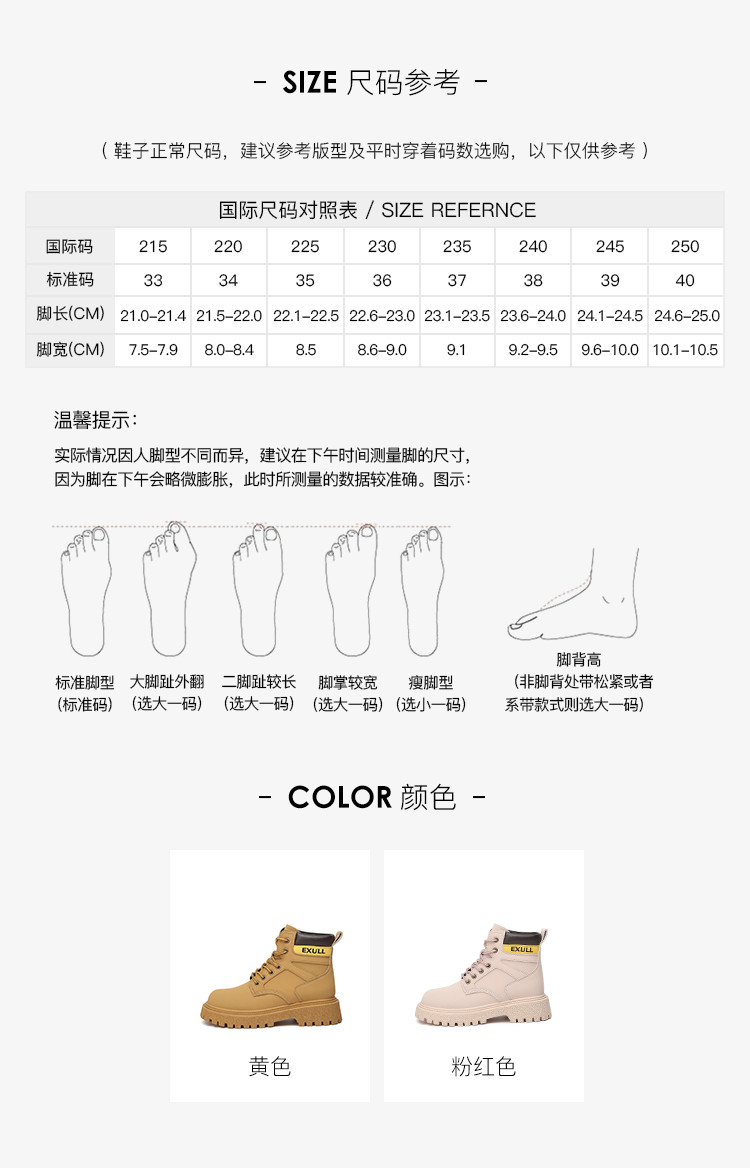 - SIZE 尺码参考 -
（ 鞋子正常尺码，建议参考版型及平时穿着码数选购，以下仅供参考 ）
国际尺码对照表 / SIZE REFERNCE
国际码 215 220 225 230 235 240 245 250
标准码 33 34 35 36 37 38 39 40
脚长(CM) 21.0–21.4 21.5–22.0 22.1–22.5 22.6–23.0 23.1–23.5 23.6–24.0 24.1–24.5 24.6–25.0
脚宽(CM) 7.5–7.9 8.0–8.4 8.5 8.6–9.0 9.1 9.2–9.5 9.6–10.0 10.1–10.5
温馨提示：
实际情况因人脚型不同而异，建议在下午时间测量脚的尺寸，
因为脚在下午会略微膨胀，此时所测量的数据较准确。图示：
标准脚型 大脚趾外翻 二脚趾较长 脚掌较宽 瘦脚型
（标准码）（选大一码） （选大一码） （选大一码）（选小一码）
脚背高
（非脚背处带松紧或者
系带款式则选大一码）
- COLOR 颜色 -
EXULL EXULL
黄色 粉红色